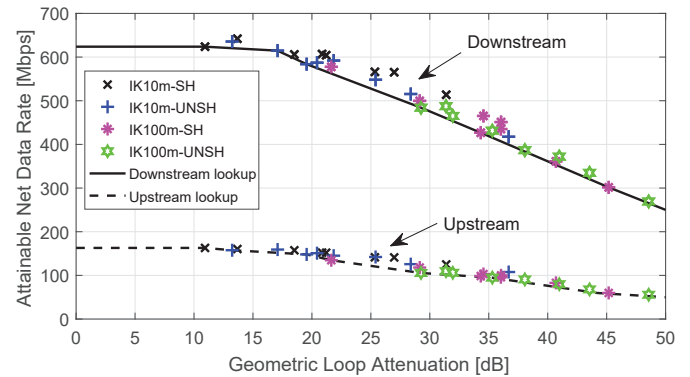 700
600
500
400
300
200
100
0
Attainable Net Data Rate [Mbps]
Downstream
IK10m-SH
IK10m-UNSH
IK100m-SH
IK100m-UNSH
Downstream lookup
Upstream lookup
Upstream
0 5 10 15 20 25 30 35 40 45 50
Geometric Loop Attenuation [dB]